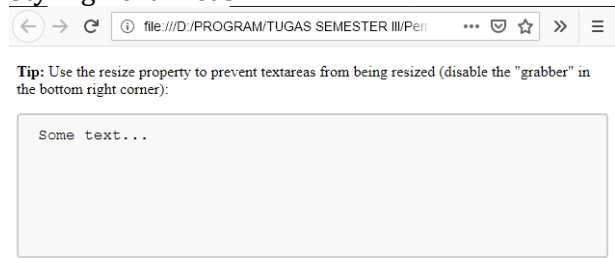 file:///D:/PROGRAM/TUGAS SEMESTER III/Pem
Tip: Use the resize property to prevent textareas from being resized (disable the "grabber" in
the bottom right corner):
Some text...